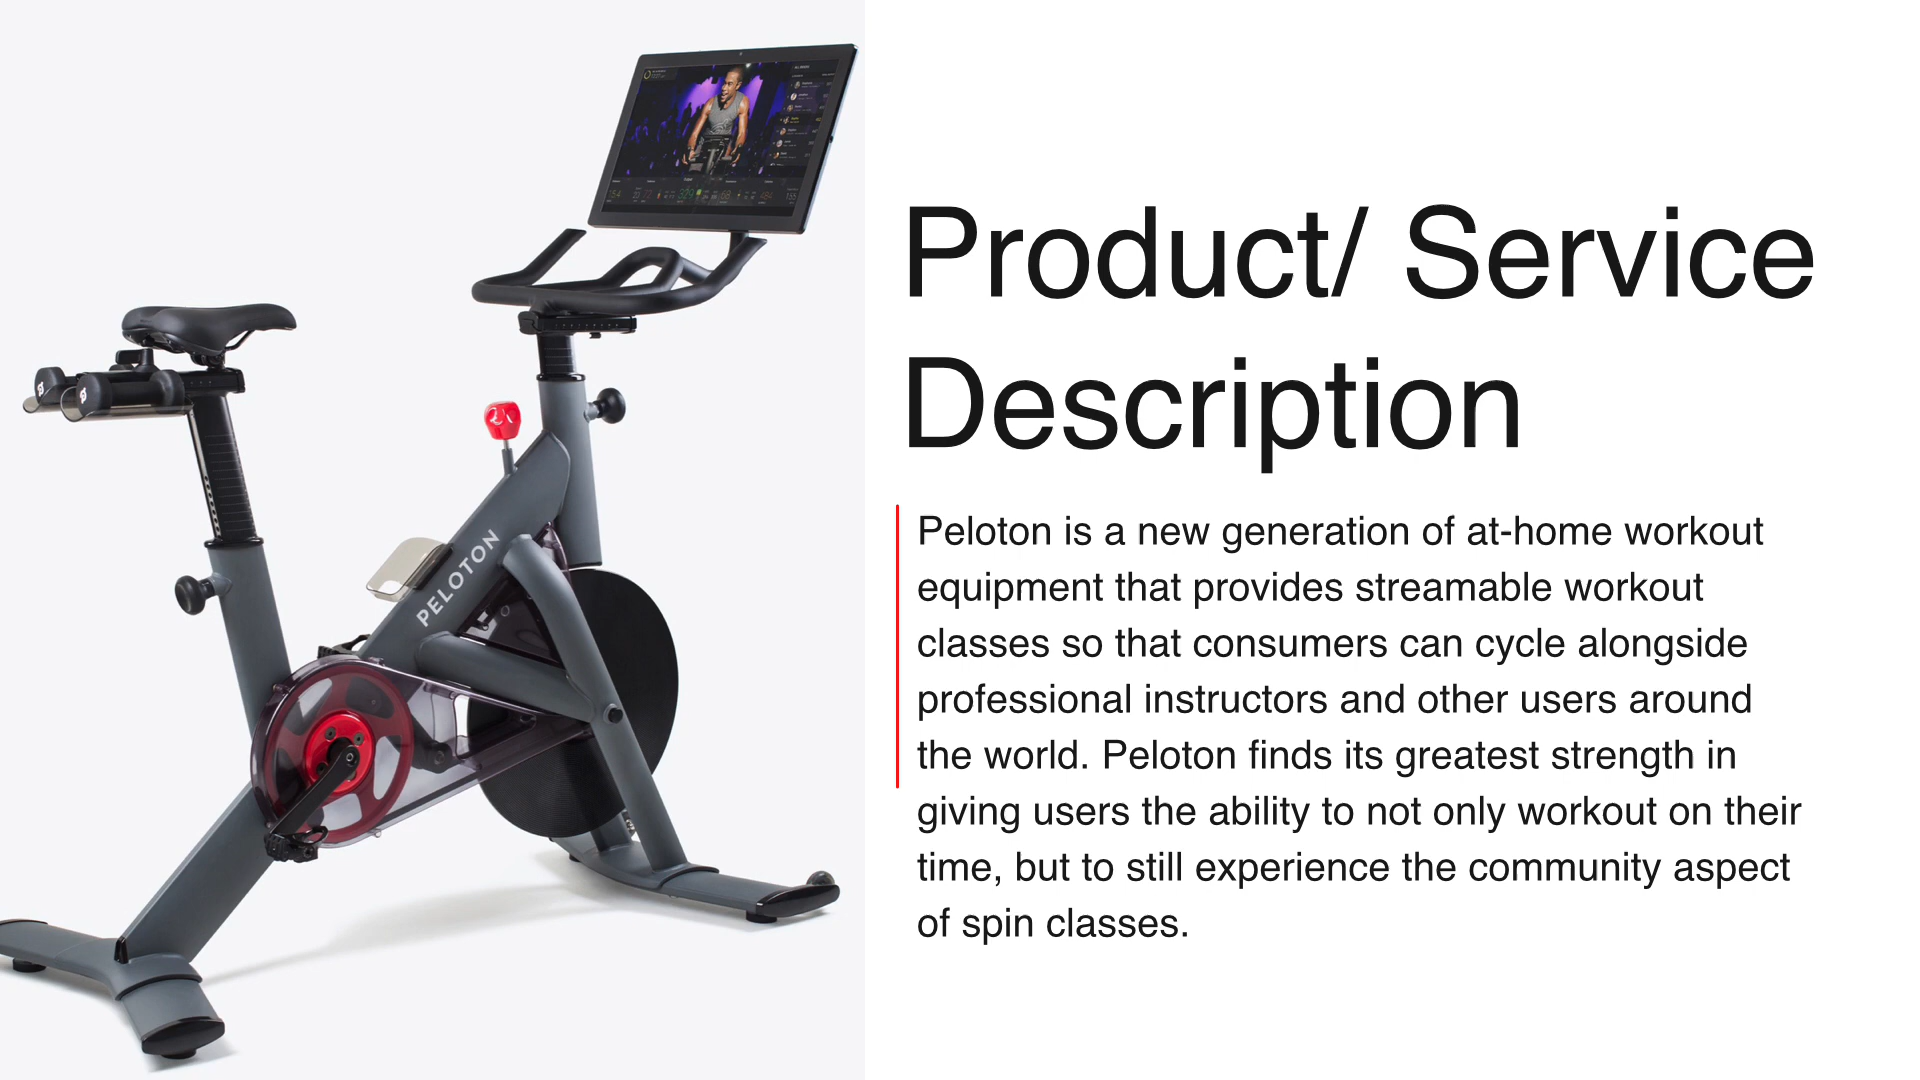 Product/ Service
Description
PELOTON
Peloton is a new generation of at-home workout
equipment that provides streamable workout
classes so that consumers can cycle alongside
professional instructors and other users around
the world. Peloton finds its greatest strength in
giving users the ability to not only workout on their
time, but to still experience the community aspect
of spin classes.